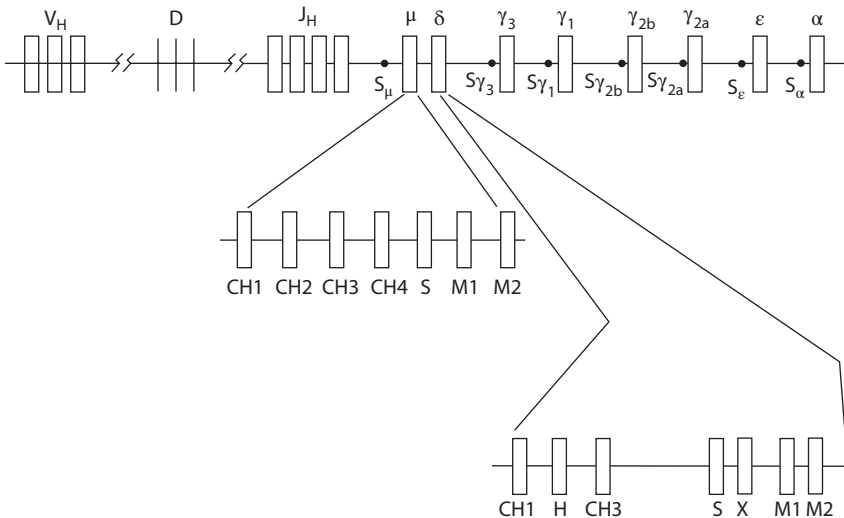 V_H D J_H μ δ γ_3 γ_1 γ_2b γ_2a ε α
S_μ Sγ_3 Sγ_1 Sγ_2b Sγ_2a S_ε S_α
CH1 CH2 CH3 CH4 S M1 M2
CH1 H CH3 S X M1 M2